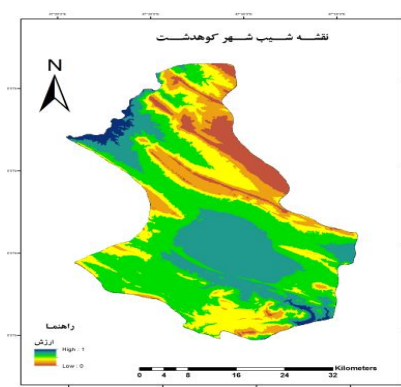 نقشه شیب شهر کوهدشت
N
راهنما
ارزش
High : 1
Low : 0
Kilometers
0 4 8 16 24 32